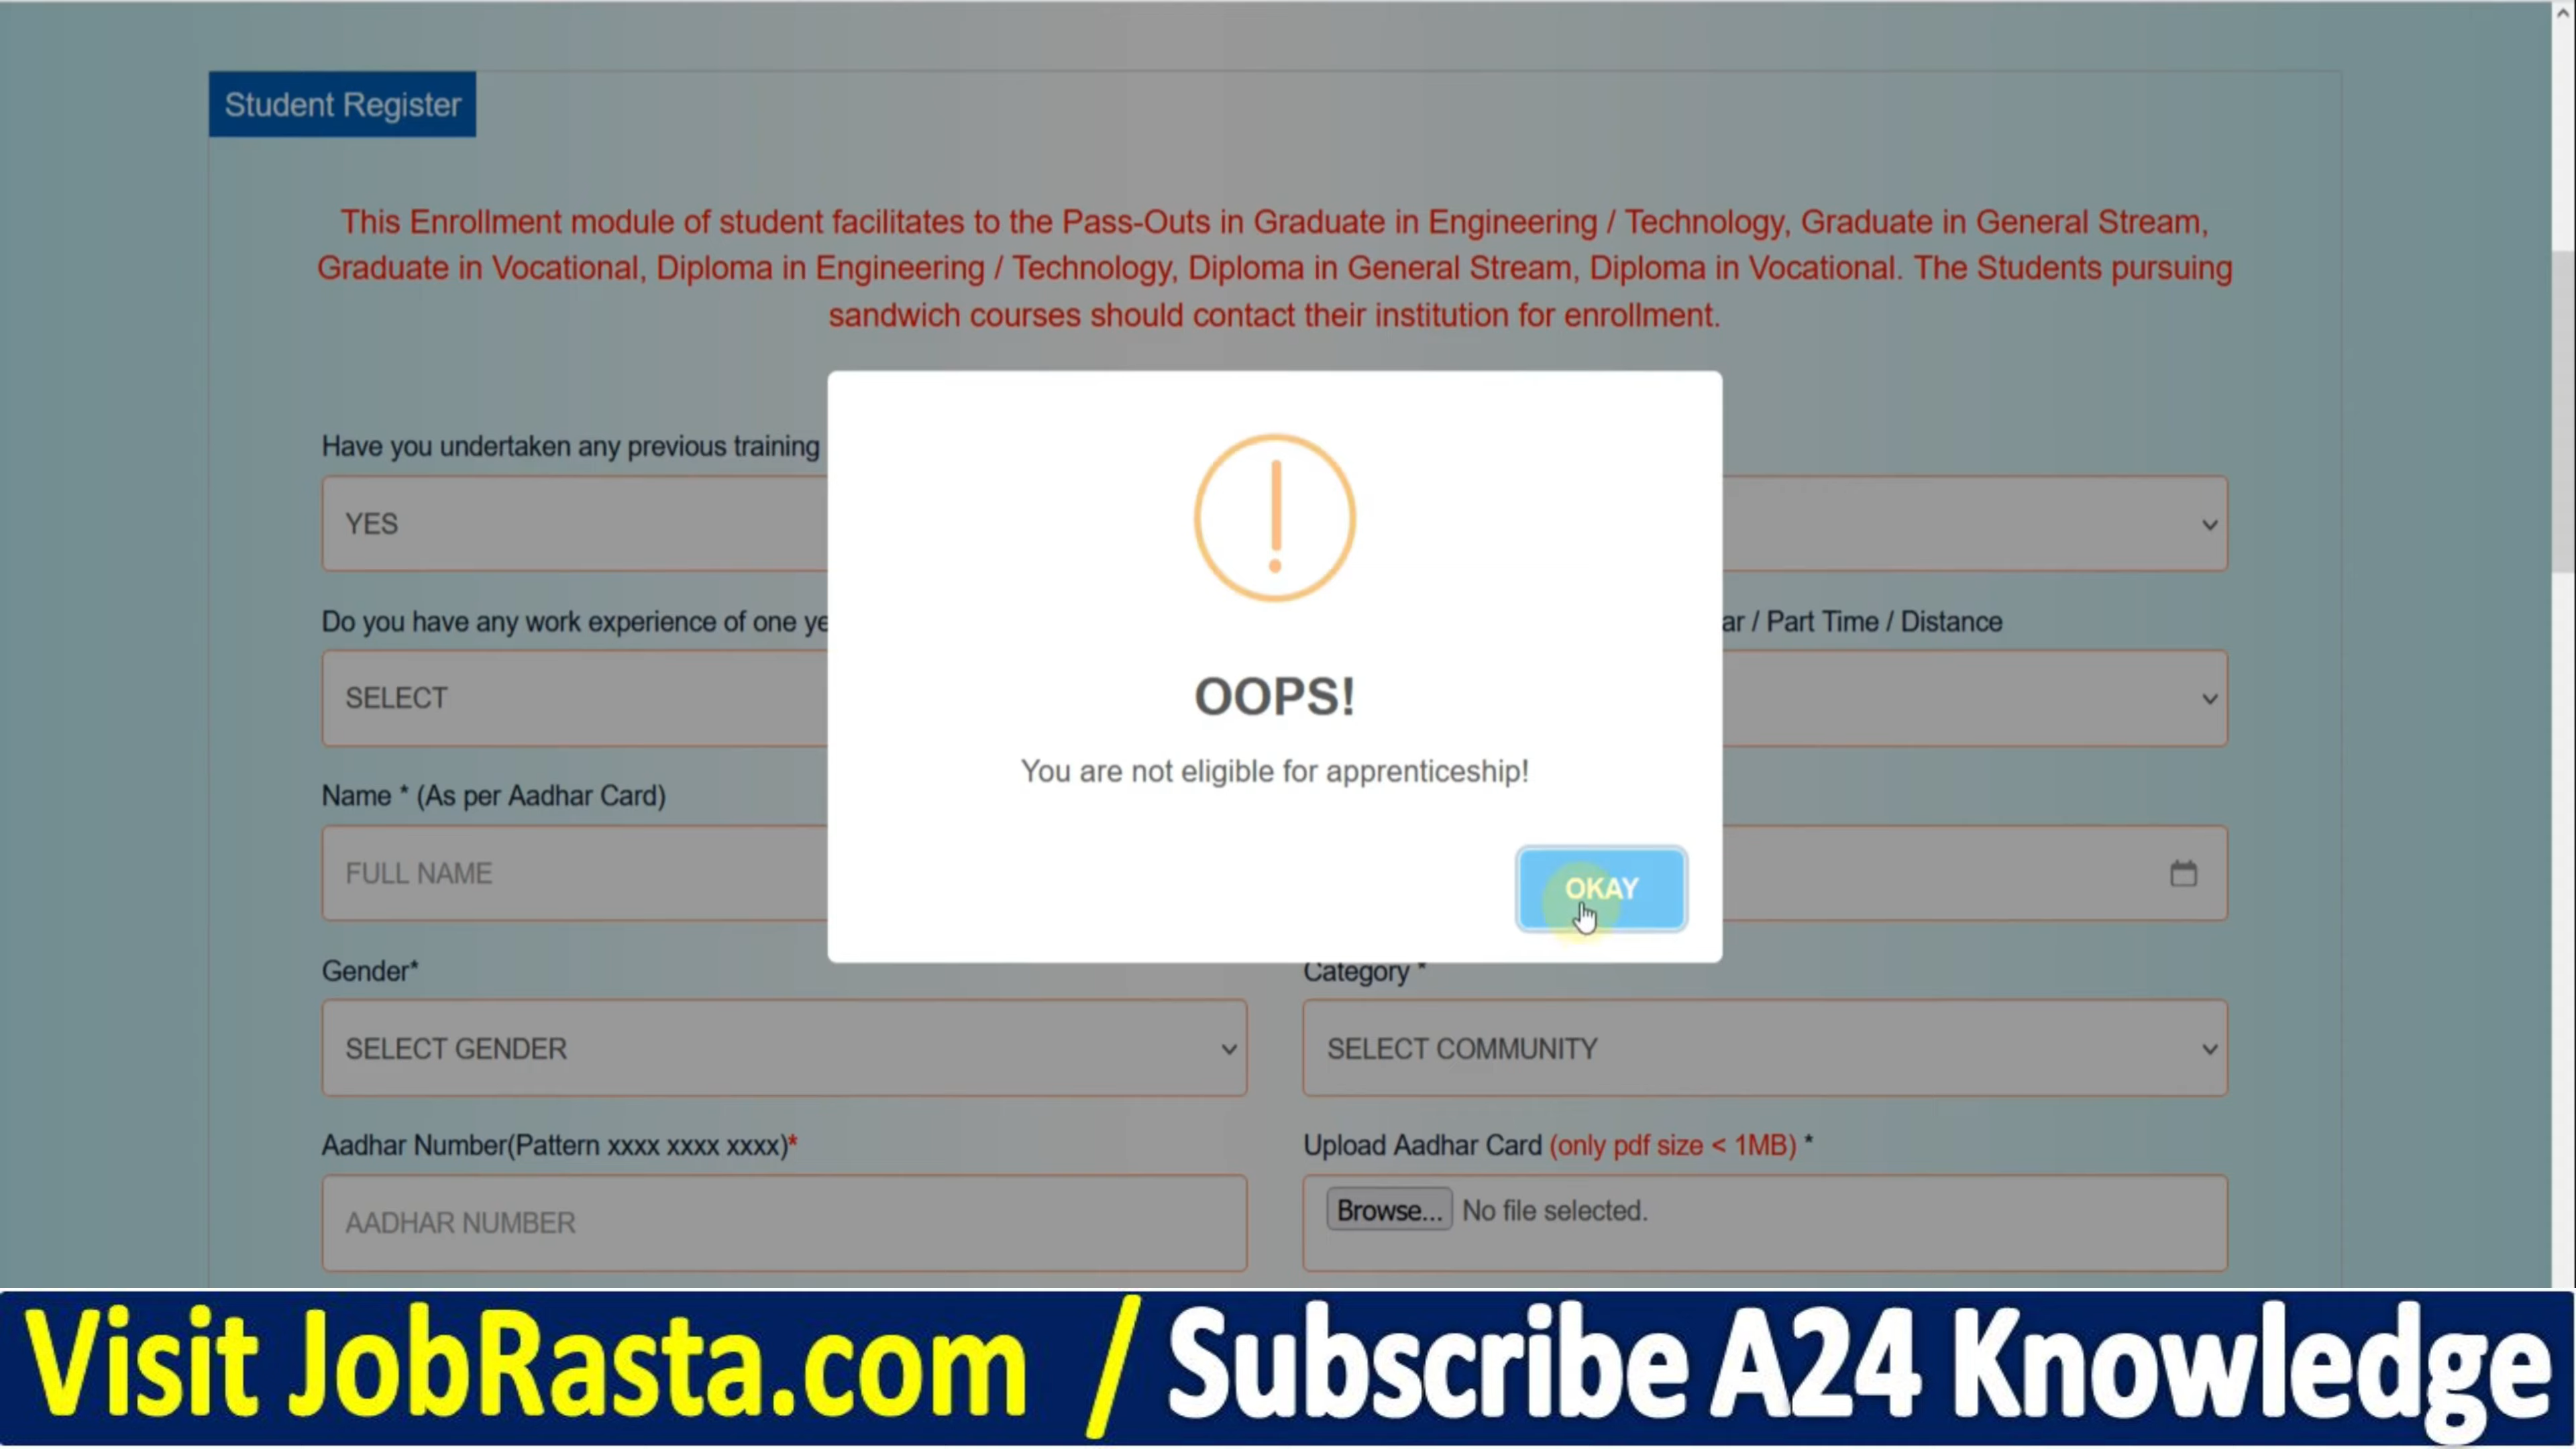 Student Register
This Enrollment module of student facilitates to the Pass-Outs in Graduate in Engineering / Technology, Graduate in General Stream,
Graduate in Vocational, Diploma in Engineering / Technology, Diploma in General Stream, Diploma in Vocational. The Students pursuing
sandwich courses should contact their institution for enrollment.
Have you undertaken any previous training
YES
Do you have any work experience of one ye
ar / Part Time / Distance
SELECT
OOPS!
You are not eligible for apprenticeship!
OKAY
Name * (As per Aadhar Card)
FULL NAME
Gender*
Category *
SELECT GENDER
SELECT COMMUNITY
Aadhar Number(Pattern xxxx xxxx xxxx)*
Upload Aadhar Card (only pdf size < 1MB) *
AADHAR NUMBER
Browse... No file selected.
Visit JobRasta.com / Subscribe A24 Knowledge